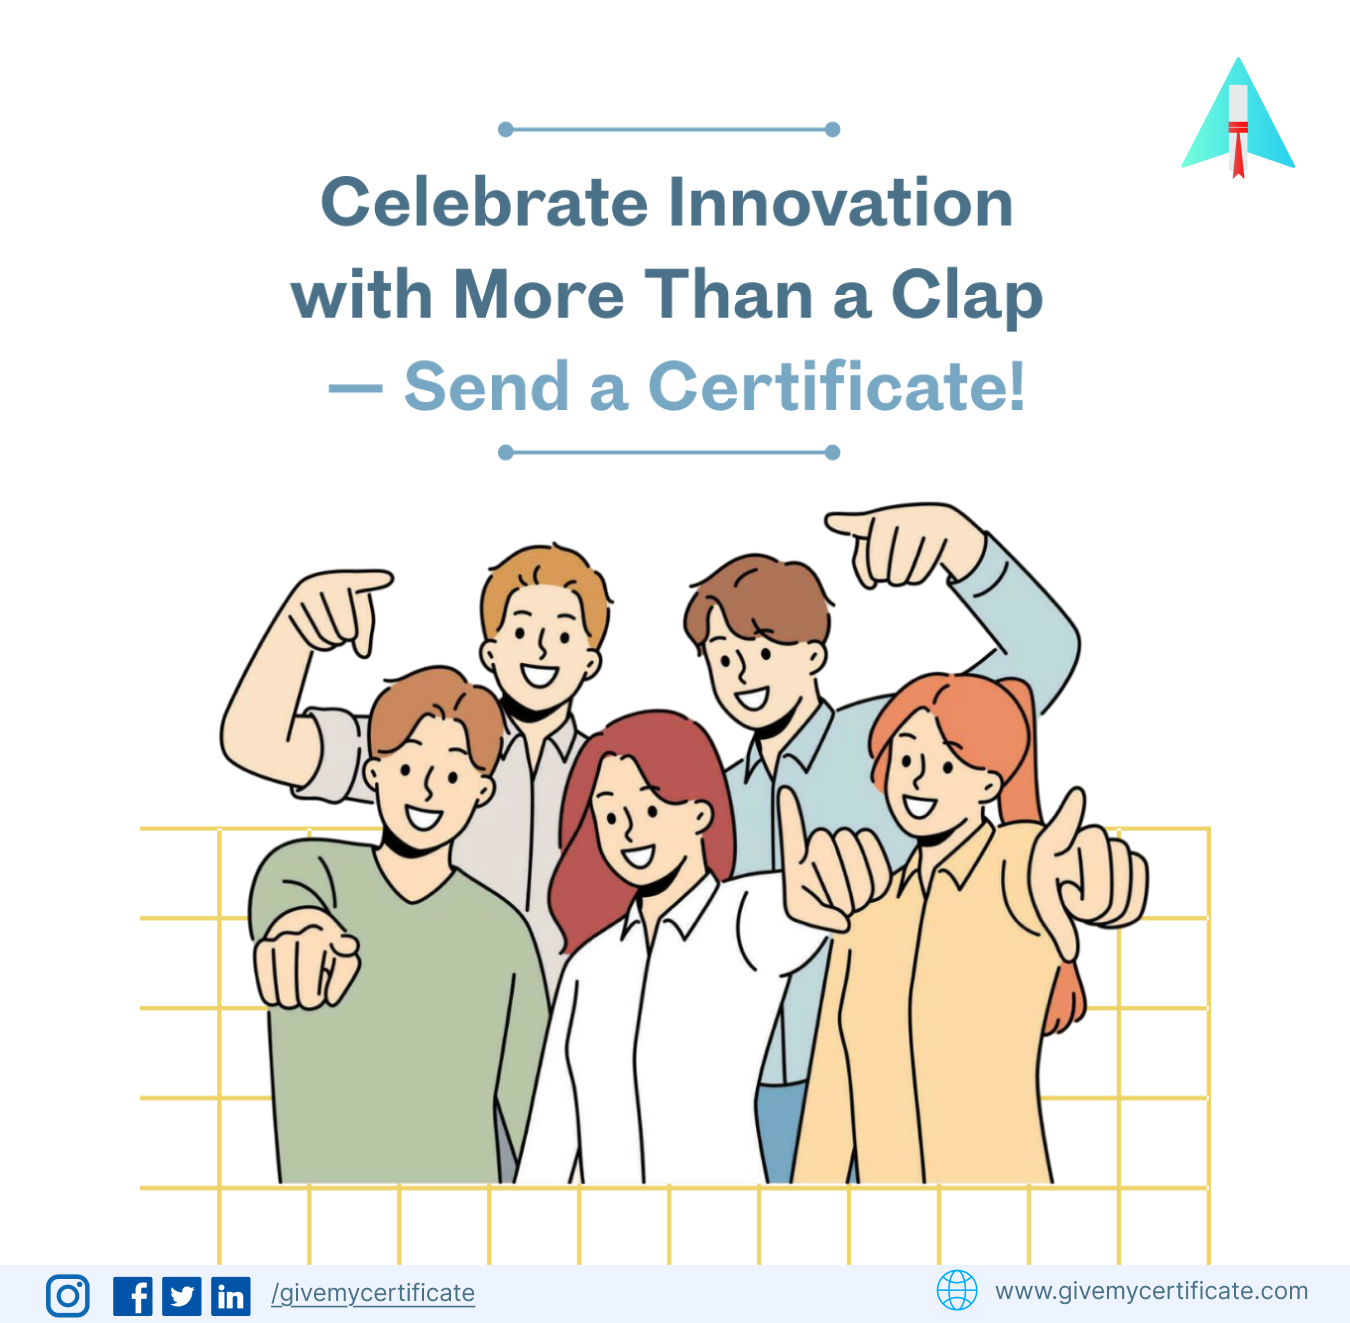 Celebrate Innovation
with More Than a Clap
— Send a Certificate!
/givemycertificate
www.givemycertificate.com